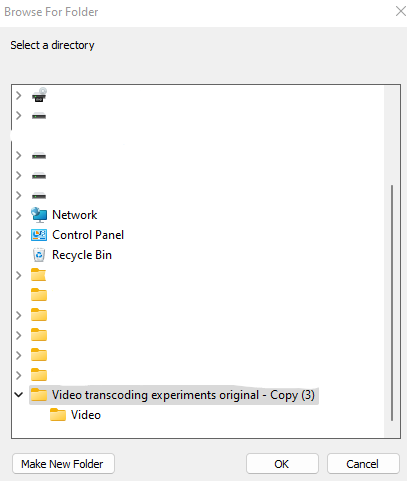 Browse For Folder
Select a directory
Network
Control Panel
Recycle Bin
Video transcoding experiments original - Copy (3)
Video
Make New Folder
OK
Cancel